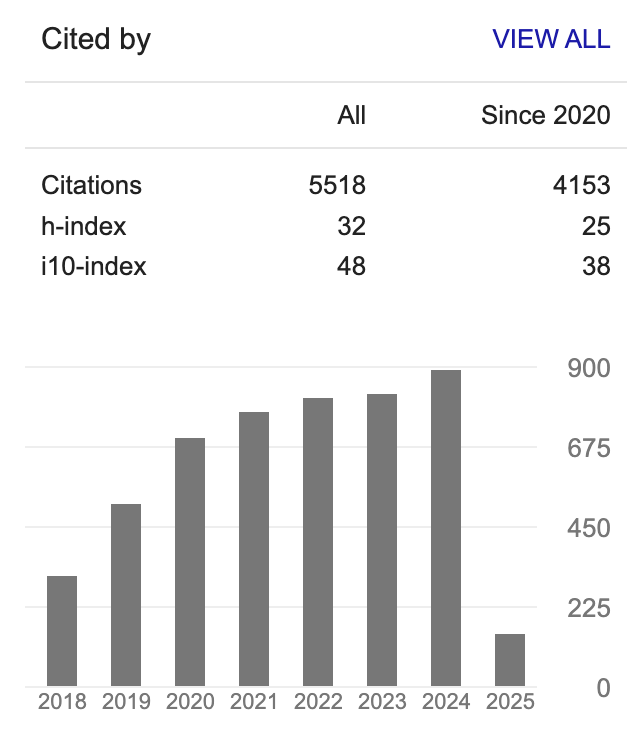 Cited by VIEW ALL
All Since 2020
Citations 5518 4153
h-index 32 25
i10-index 48 38
900
675
450
225
0
2018 2019 2020 2021 2022 2023 2024 2025